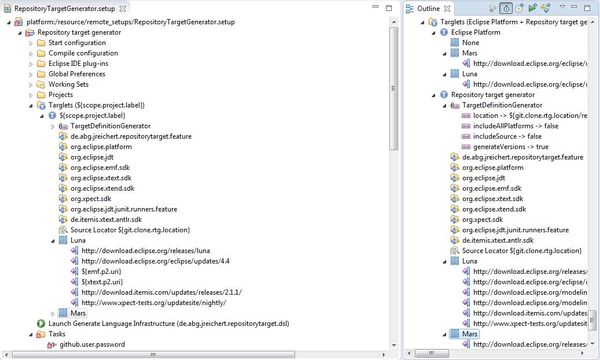 RepositoryTargetGenerator.setup
platform:/resource/remote_setups/RepositoryTargetGenerator.setup
Repository target generator
Start configuration
Compile configuration
Eclipse IDE plug-ins
Global Preferences
Working Sets
Projects
Targlets (${scope.project.label})
${scope.project.label}
TargetDefinitionGenerator
de.abg.jreichert.repositorytarget.feature
org.eclipse.platform
org.eclipse.jdt
org.eclipse.emf.sdk
org.eclipse.xtext.sdk
org.eclipse.xtend.sdk
org.xpect.sdk
org.eclipse.jdt.junit.runners.feature
de.itemis.xtext.antlr.sdk
Source Locator ${git.clone.rtg.location}
Luna
http://download.eclipse.org/releases/luna
http://download.eclipse.org/eclipse/updates/4.4
${emf.p2.uri}
${xtext.p2.uri}
http://download.itemis.com/updates/releases/2.1.1/
http://www.xpect-tests.org/updatesite/nightly/
Mars
Launch Generate Language Infrastructure (de.abg.jreichert.repositorytarget.dsl)
Tasks
github.user.password
Outline
Targlets (Eclipse Platform + Repository target ge
Eclipse Platform
None
Mars
http://download.eclipse.org/eclipse/u
Luna
http://download.eclipse.org/eclipse/u
Repository target generator
TargetDefinitionGenerator
location -> ${git.clone.rtg.location/re
includeAllPlatforms -> false
includeSource -> false
generateVersions -> true
de.abg.jreichert.repositorytarget.feature
org.eclipse.platform
org.eclipse.jdt
org.eclipse.emf.sdk
org.eclipse.xtext.sdk
org.eclipse.xtend.sdk
org.xpect.sdk
org.eclipse.jdt.junit.runners.feature
de.itemis.xtext.antlr.sdk
Source Locator ${git.clone.rtg.location}
Luna
http://download.eclipse.org/releases/
http://download.eclipse.org/eclipse/u
http://download.eclipse.org/modelin
http://download.eclipse.org/modelin
http://download.itemis.com/updates
http://www.xpect-tests.org/updatesit
Mars
http://download.eclipse.org/releases/